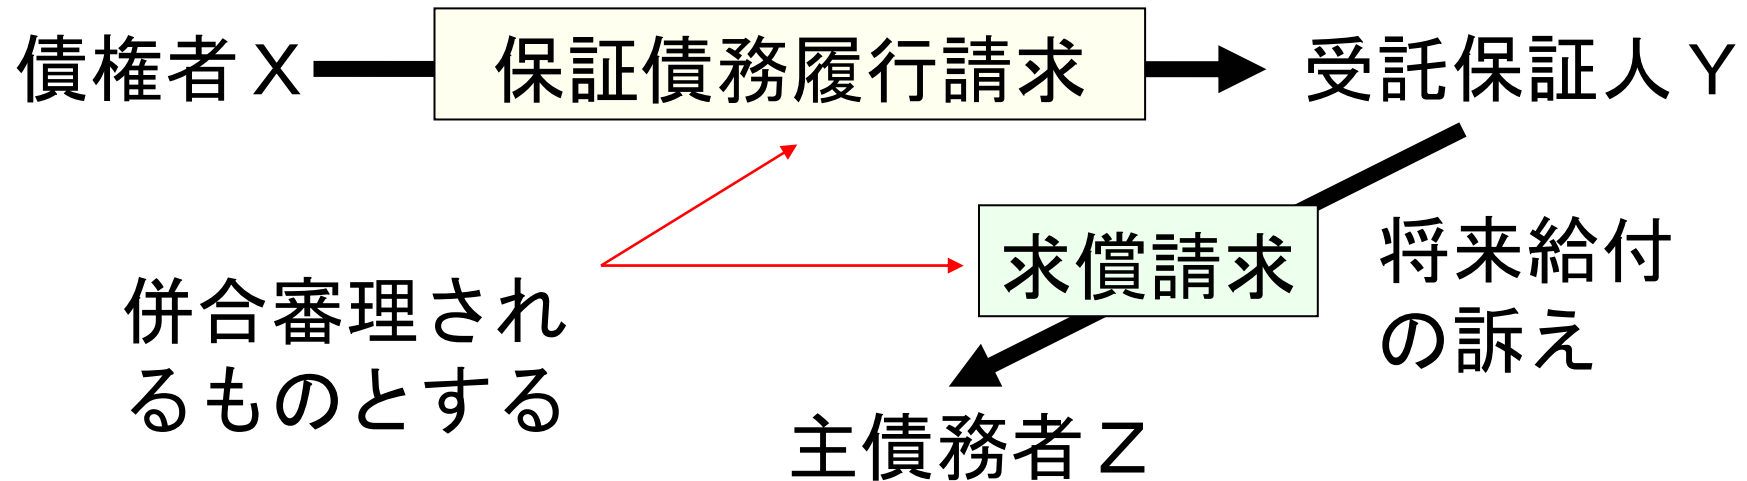 債権者X
保証債務履行請求
受託保証人Y
求償請求
将来給付
の訴え
併合審理され
るものとする
主債務者Z